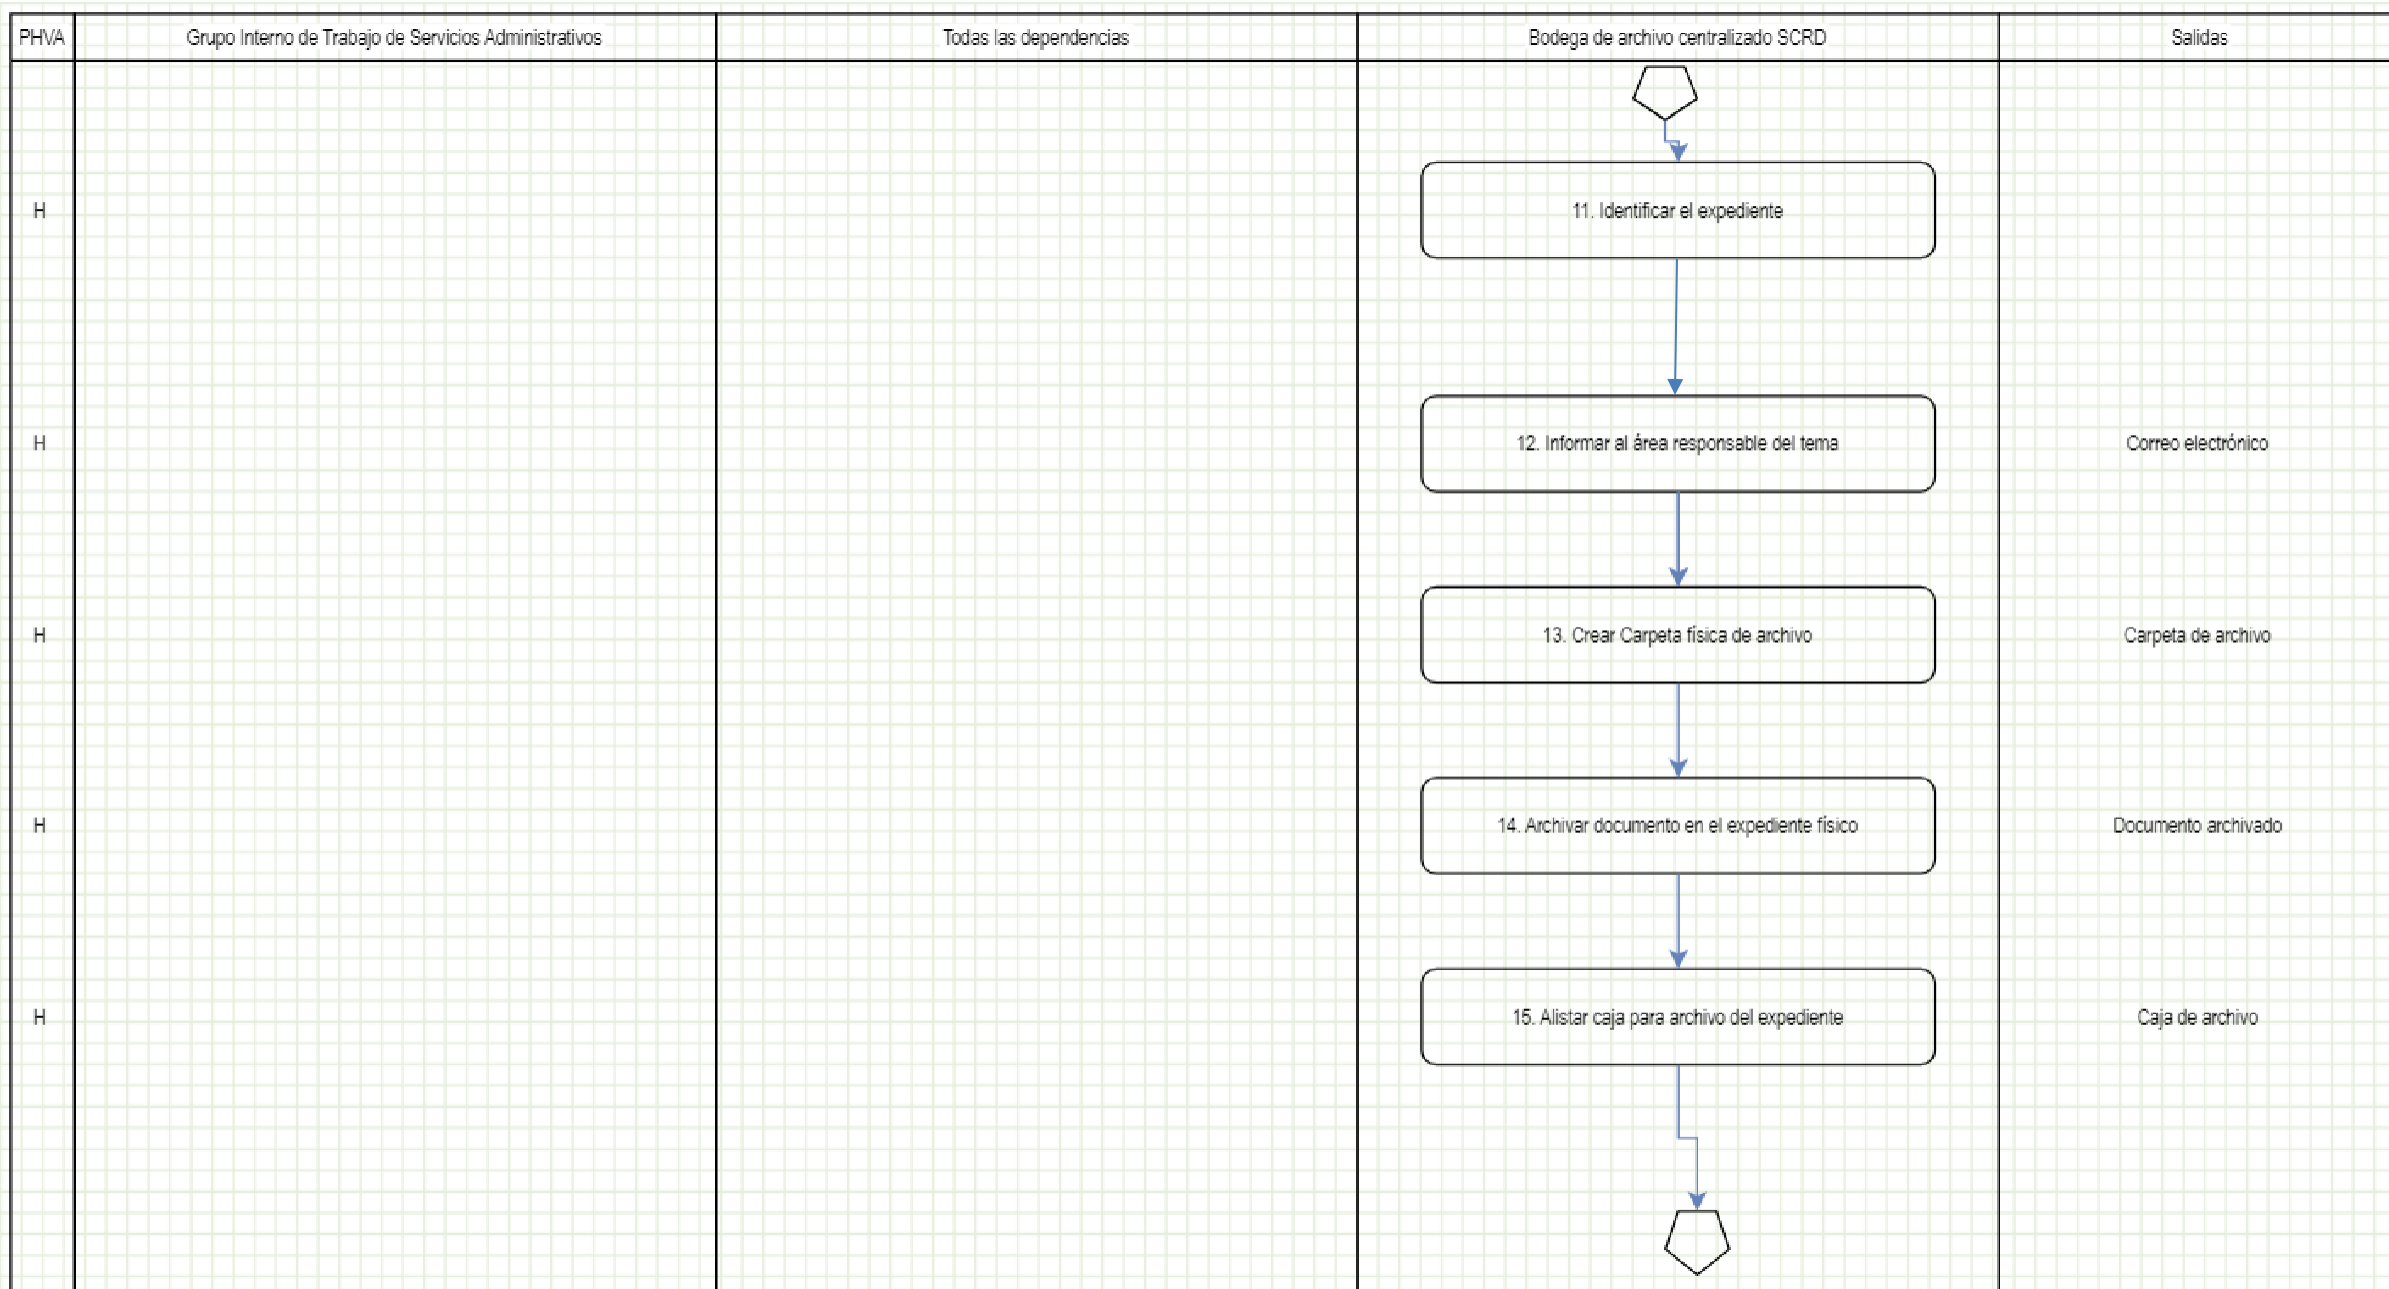 PHVA
Grupo Interno de Trabajo de Servicios Administrativos
Todas las dependencias
Bodega de archivo centralizado SCRD
Salidas
H
11. Identificar el expediente
H
12. Informar al área responsable del tema
Correo electrónico
H
13. Crear Carpeta física de archivo
Carpeta de archivo
H
14. Archivar documento en el expediente físico
Documento archivado
H
15. Alistar caja para archivo del expediente
Caja de archivo